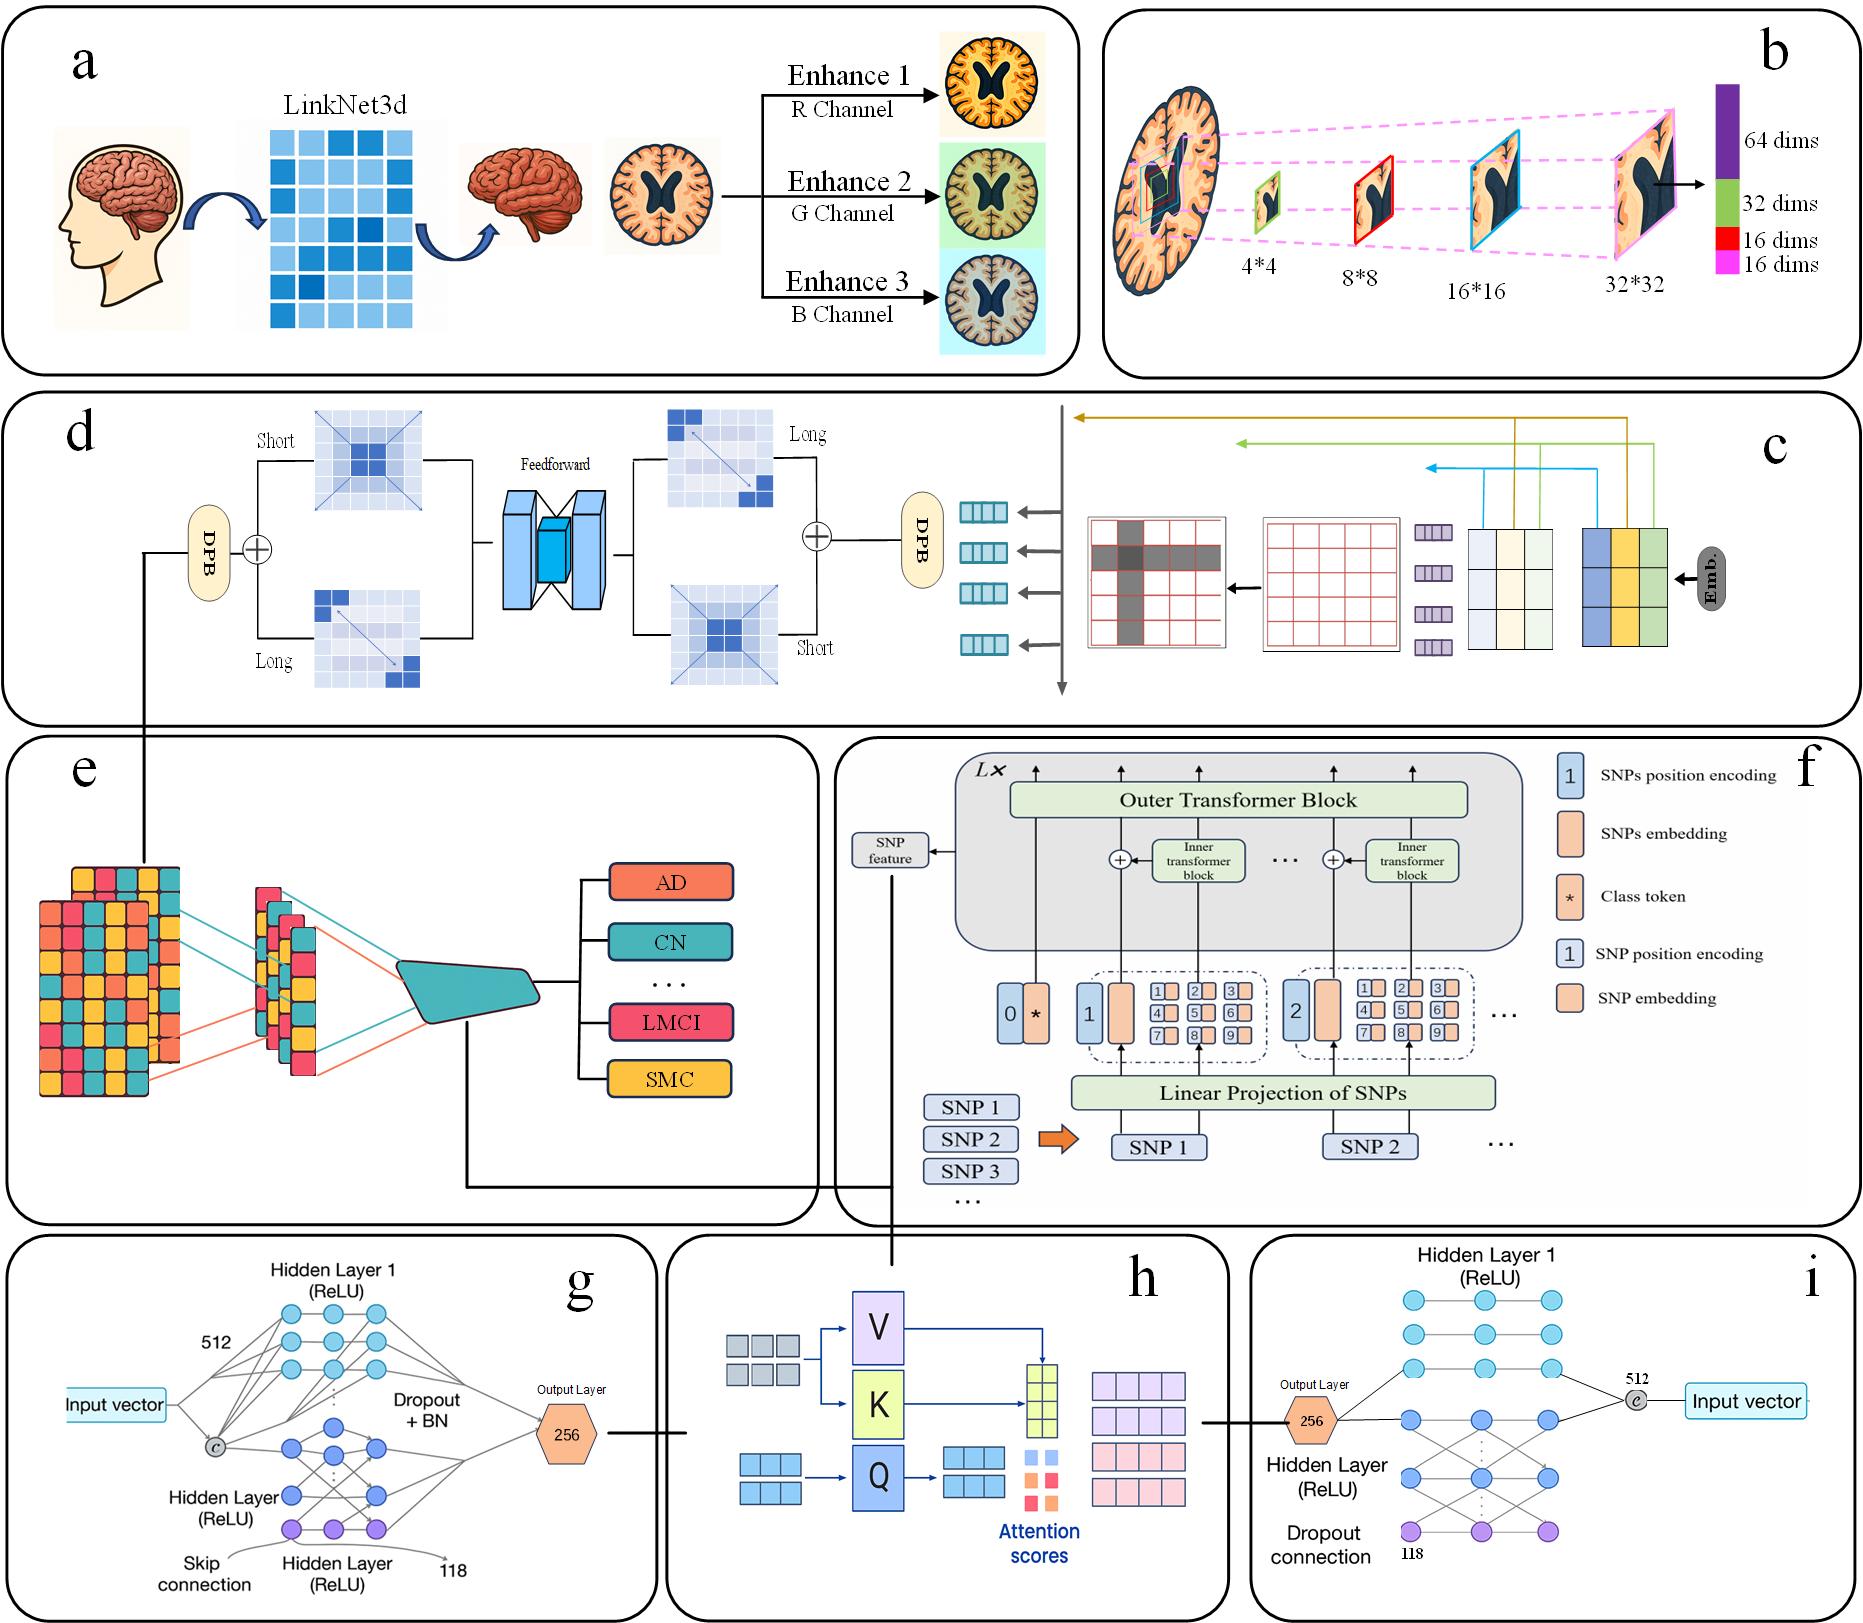 a
LinkNet3d
Enhance 1
R Channel
Enhance 2
G Channel
Enhance 3
B Channel
b
64 dims
32 dims
16 dims
16 dims
4*4
8*8
16*16
32*32
d
Short
Long
DPB
Feedforward
Long
Short
DPB
c
Emb.
e
AD
CN
...
LMCI
SMC
f
L×
Outer Transformer Block
SNP
feature
+
Inner
transformer
block
...
+
Inner
transformer
block
0
*
1
1 2 3
4 5 6
7 8 9
2
1 2 3
4 5 6
7 8 9
...
Linear Projection of SNPs
SNP 1
SNP 2
SNP 3
...
SNP 1
SNP 2
...
1
SNPs position encoding
SNPs embedding
*
Class token
1
SNP position encoding
SNP embedding
g
Hidden Layer 1
(ReLU)
512
Input vector
c
Dropout
+ BN
Output Layer
256
Hidden Layer
(ReLU)
Skip
connection
Hidden Layer
(ReLU)
118
h
V
K
Q
Attention
scores
i
Hidden Layer 1
(ReLU)
Output Layer
256
512
c
Input vector
Hidden Layer
(ReLU)
Dropout
connection
118